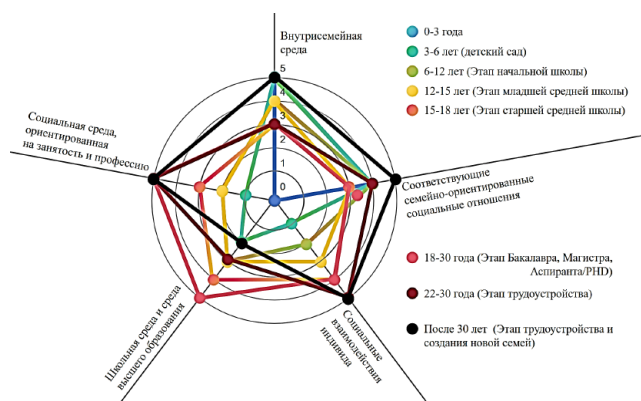 Внутрисемейная
среда
5
4
3
2
1
0
0-3 года
3-6 лет (детский сад)
6-12 лет (Этап начальной школы)
12-15 лет (Этап младшей средней школы)
15-18 лет (Этап старшей средней школы)
Социальная среда,
ориентированная
на занятость и профессию
Соответствующие
семейно-ориентированные
социальные отношения
18-30 года (Этап Бакалавра, Магистра,
Аспиранта/PHD)
22-30 года (Этап трудоустройства)
После 30 лет (Этап трудоустройства и
создания новой семей)
Школьная среда и среда
высшего образования
Социальные
взаимодействия
индивида